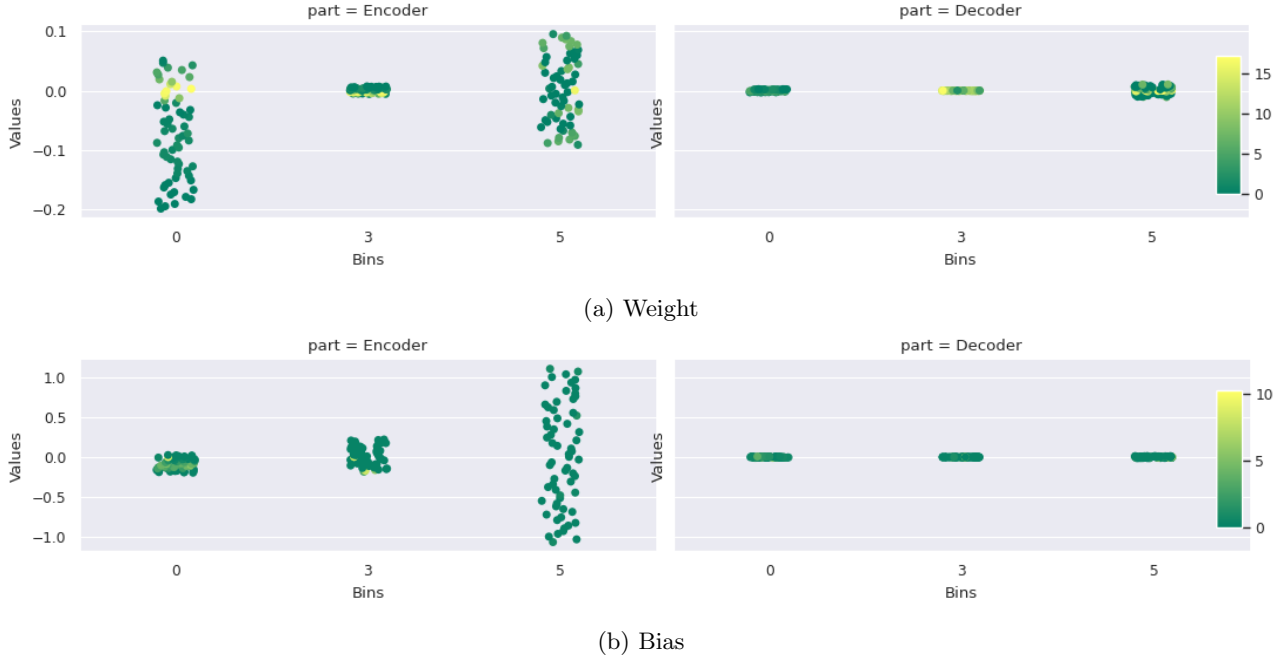 part = Encoder
part = Decoder
0.1
0.0
−0.1
−0.2
Values
Values
15
10
5
0
0
3
5
0
3
5
Bins
Bins
(a) Weight
part = Encoder
part = Decoder
1.0
0.5
0.0
−0.5
−1.0
Values
Values
10
5
0
0
3
5
0
3
5
Bins
Bins
(b) Bias